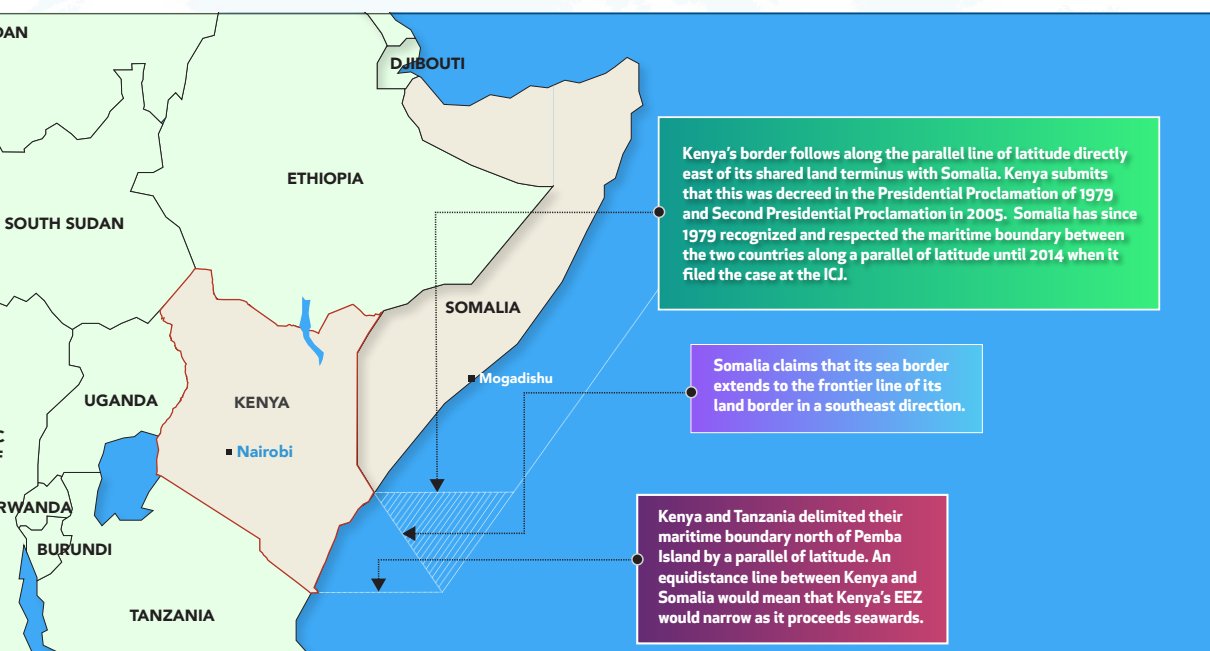 DAN
DJIBOUTI
ETHIOPIA
SOUTH SUDAN
Kenya's border follows along the parallel line of latitude directly
east of its shared land terminus with Somalia. Kenya submits
that this was decreed in the Presidential Proclamation of 1979
and Second Presidential Proclamation in 2005. Somalia has since
1979 recognized and respected the maritime boundary between
the two countries along a parallel of latitude until 2014 when it
filed the case at the ICJ.
SOMALIA
Mogadishu
Somalia claims that its sea border
extends to the frontier line of its
land border in a southeast direction.
UGANDA
KENYA
Nairobi
C
F
RWANDA
BURUNDI
Kenya and Tanzania delimited their
maritime boundary north of Pemba
Island by a parallel of latitude. An
equidistance line between Kenya and
Somalia would mean that Kenya's EEZ
would narrow as it proceeds seawards.
TANZANIA